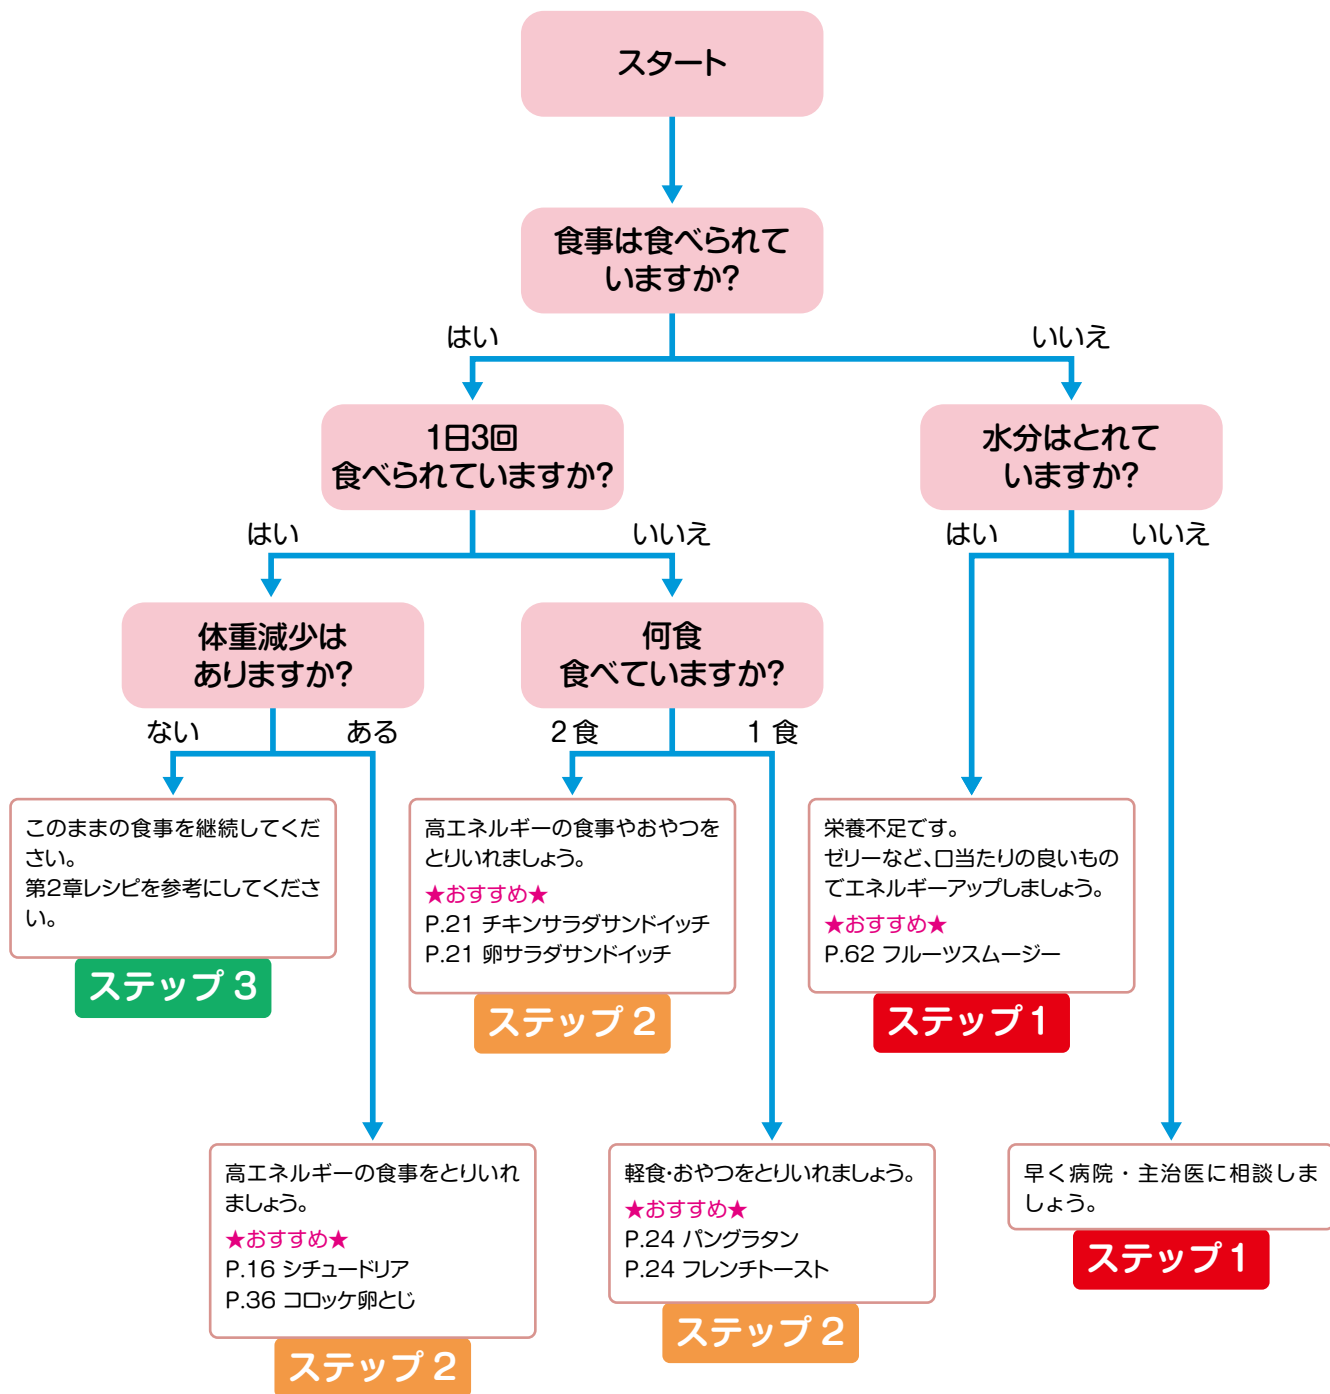 スタート
食事は食べられて
いますか?
はい
いいえ
1日3回
食べられていますか?
水分はとれて
いますか?
はい
いいえ
はい
いいえ
体重減少は
ありますか?
何食
食べていますか?
ない
ある
2食
1食
このままの食事を継続してくだ
さい。
第2章レシピを参考にしてくださ
い。
ステップ3
高エネルギーの食事やおやつを
とりいれましょう。
★おすすめ★
P.21 チキンサラダサンドイッチ
P.21 卵サラダサンドイッチ
ステップ2
栄養不足です。
ゼリーなど、口当たりの良いもの
でエネルギーアップしましょう。
★おすすめ★
P.62 フルーツスムージー
ステップ1
高エネルギーの食事をとりいれ
ましょう。
★おすすめ★
P.16 シチュードリア
P.36 コロッケ卵とじ
ステップ2
軽食・おやつをとりいれましょう。
★おすすめ★
P.24 パングラタン
P.24 フレンチトースト
ステップ2
早く病院・主治医に相談しま
しょう。
ステップ1